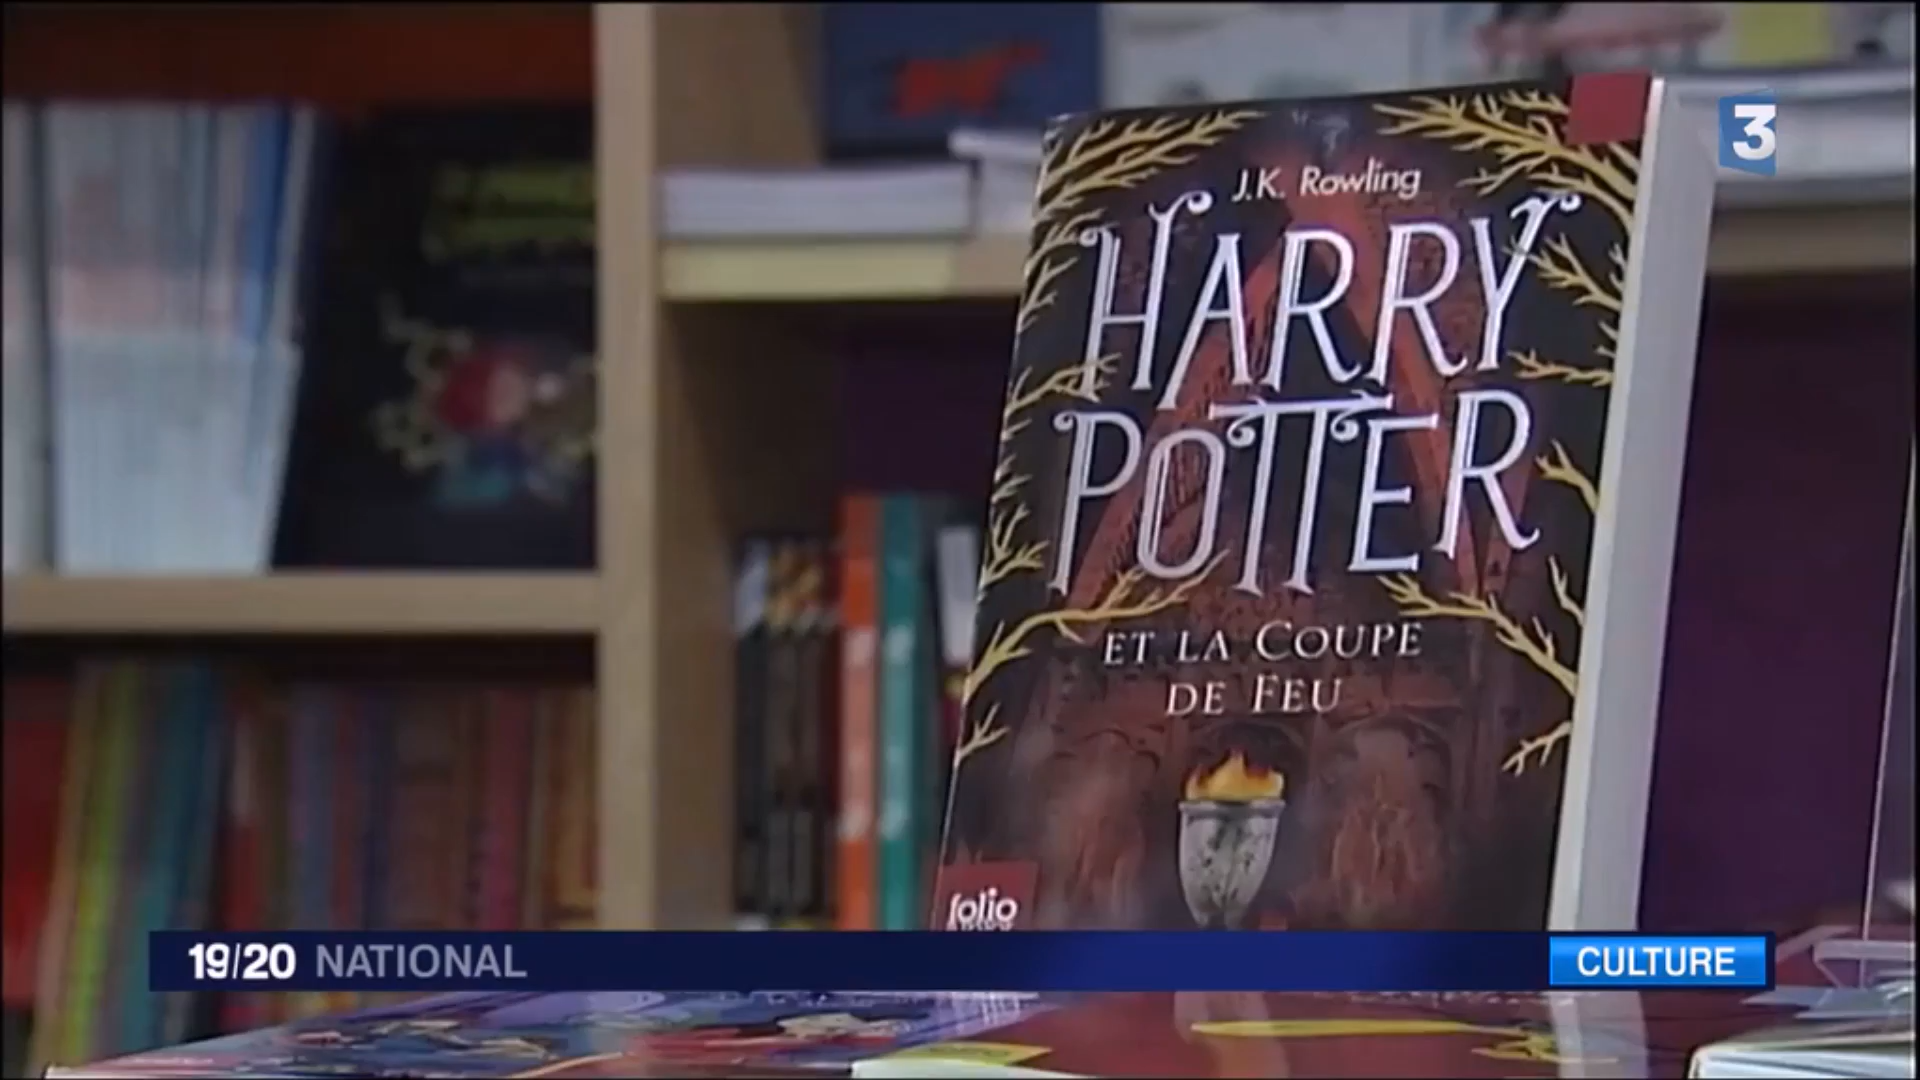 3
J.K. Rowling
HARRY
POTTER
ET LA COUPE
DE FEU
folio
19/20 NATIONAL
CULTURE